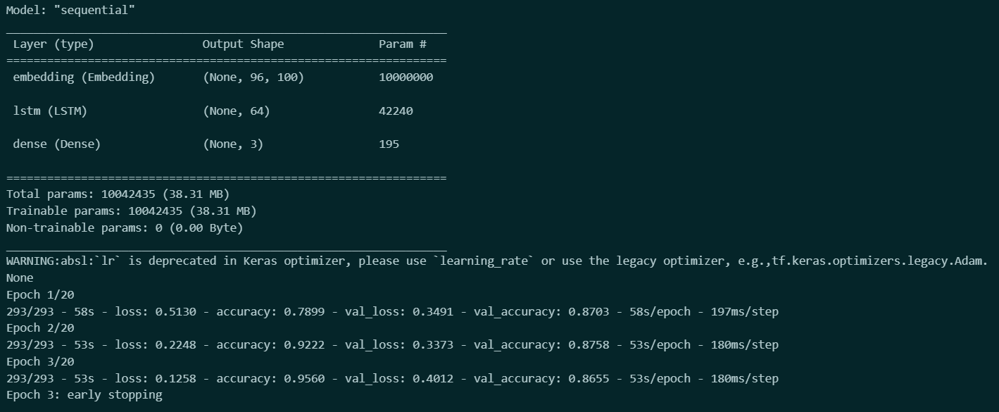 Model: "sequential"
_________________________________________________________________
Layer (type) Output Shape Param #
=================================================================
embedding (Embedding) (None, 96, 100) 10000000
lstm (LSTM) (None, 64) 42240
dense (Dense) (None, 3) 195
=================================================================
Total params: 10042435 (38.31 MB)
Trainable params: 10042435 (38.31 MB)
Non-trainable params: 0 (0.00 Byte)
_________________________________________________________________
WARNING:absl:`lr` is deprecated in Keras optimizer, please use `learning_rate` or use the legacy optimizer, e.g.,tf.keras.optimizers.legacy.Adam.
None
Epoch 1/20
293/293 - 58s - loss: 0.5130 - accuracy: 0.7899 - val_loss: 0.3491 - val_accuracy: 0.8703 - 58s/epoch - 197ms/step
Epoch 2/20
293/293 - 53s - loss: 0.2248 - accuracy: 0.9222 - val_loss: 0.3373 - val_accuracy: 0.8758 - 53s/epoch - 180ms/step
Epoch 3/20
293/293 - 53s - loss: 0.1258 - accuracy: 0.9560 - val_loss: 0.4012 - val_accuracy: 0.8655 - 53s/epoch - 180ms/step
Epoch 3: early stopping